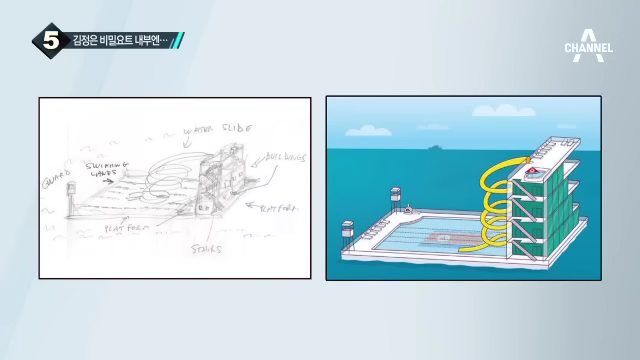 5 김정은 비밀요트 내부엔…
CHANNEL A
WATER SLIDE
BUILDINGS
SWIMMING
LANES
GUARD
PLATFORM
PLATFORM
STAIRS